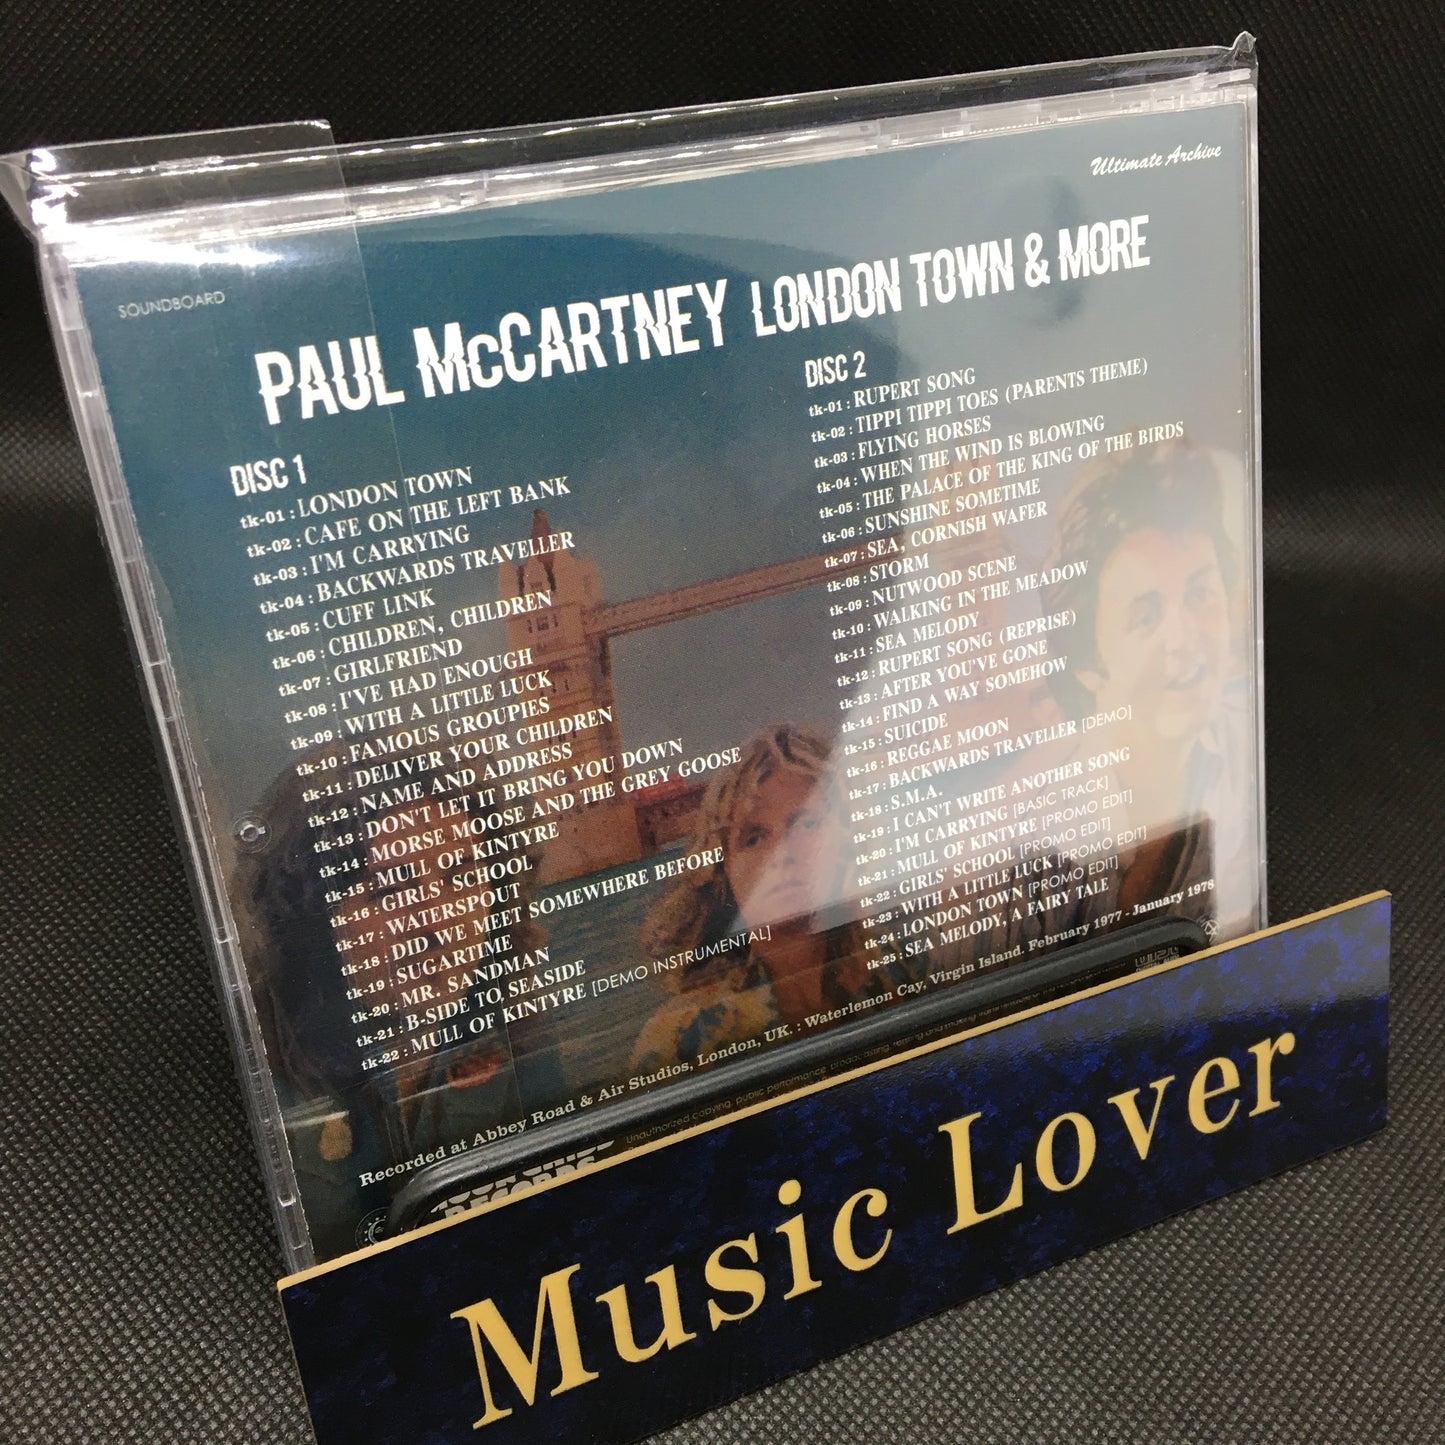 Ultimate Archive
SOUNDBOARD
PAUL McCARTNEY LONDON TOWN & MORE
DISC 1
tk-01 : LONDON TOWN
tk-02 : CAFE ON THE LEFT BANK
tk-03 : I'M CARRYING
tk-04 : BACKWARDS TRAVELLER
tk-05 : CUFF LINK
tk-06 : CHILDREN, CHILDREN
tk-07 : GIRLFRIEND
tk-08 : I'VE HAD ENOUGH
tk-09 : WITH A LITTLE LUCK
tk-10 : FAMOUS GROUPIES
tk-11 : DELIVER YOUR CHILDREN
tk-12 : NAME AND ADDRESS
tk-13 : DON'T LET IT BRING YOU DOWN
tk-14 : MORSE MOOSE AND THE GREY GOOSE
tk-15 : MULL OF KINTYRE
tk-16 : GIRLS' SCHOOL
tk-17 : WATERSPOUT
tk-18 : DID WE MEET SOMEWHERE BEFORE
tk-19 : SUGARTIME
tk-20 : MR. SANDMAN
tk-21 : B-SIDE TO SEASIDE
tk-22 : MULL OF KINTYRE [DEMO INSTRUMENTAL]
DISC 2
tk-01 : RUPERT SONG
tk-02 : TIPPI TIPPI TOES (PARENTS THEME)
tk-03 : FLYING HORSES
tk-04 : WHEN THE WIND IS BLOWING
tk-05 : THE PALACE OF THE KING OF THE BIRDS
tk-06 : SUNSHINE SOMETIME
tk-07 : SEA, CORNISH WAFER
tk-08 : STORM
tk-09 : NUTWOOD SCENE
tk-10 : WALKING IN THE MEADOW
tk-11 : SEA MELODY
tk-12 : RUPERT SONG (REPRISE)
tk-13 : AFTER YOU'VE GONE
tk-14 : FIND A WAY SOMEHOW
tk-15 : SUICIDE
tk-16 : REGGAE MOON
tk-17 : BACKWARDS TRAVELLER [DEMO]
tk-18 : S.M.A.
tk-19 : I CAN'T WRITE ANOTHER SONG
tk-20 : I'M CARRYING [BASIC TRACK]
tk-21 : MULL OF KINTYRE [PROMO EDIT]
tk-22 : GIRLS' SCHOOL [PROMO EDIT]
tk-23 : WITH A LITTLE LUCK [PROMO EDIT]
tk-24 : LONDON TOWN [PROMO EDIT]
tk-25 : SEA MELODY, A FAIRY TALE
Recorded at Abbey Road & Air Studios, London, UK. : Waterlemon Cay, Virgin Island. February 1977 - January 1978
Unauthorized copying, public performance, broadcasting, renting and making
RECORDS
Music Lover